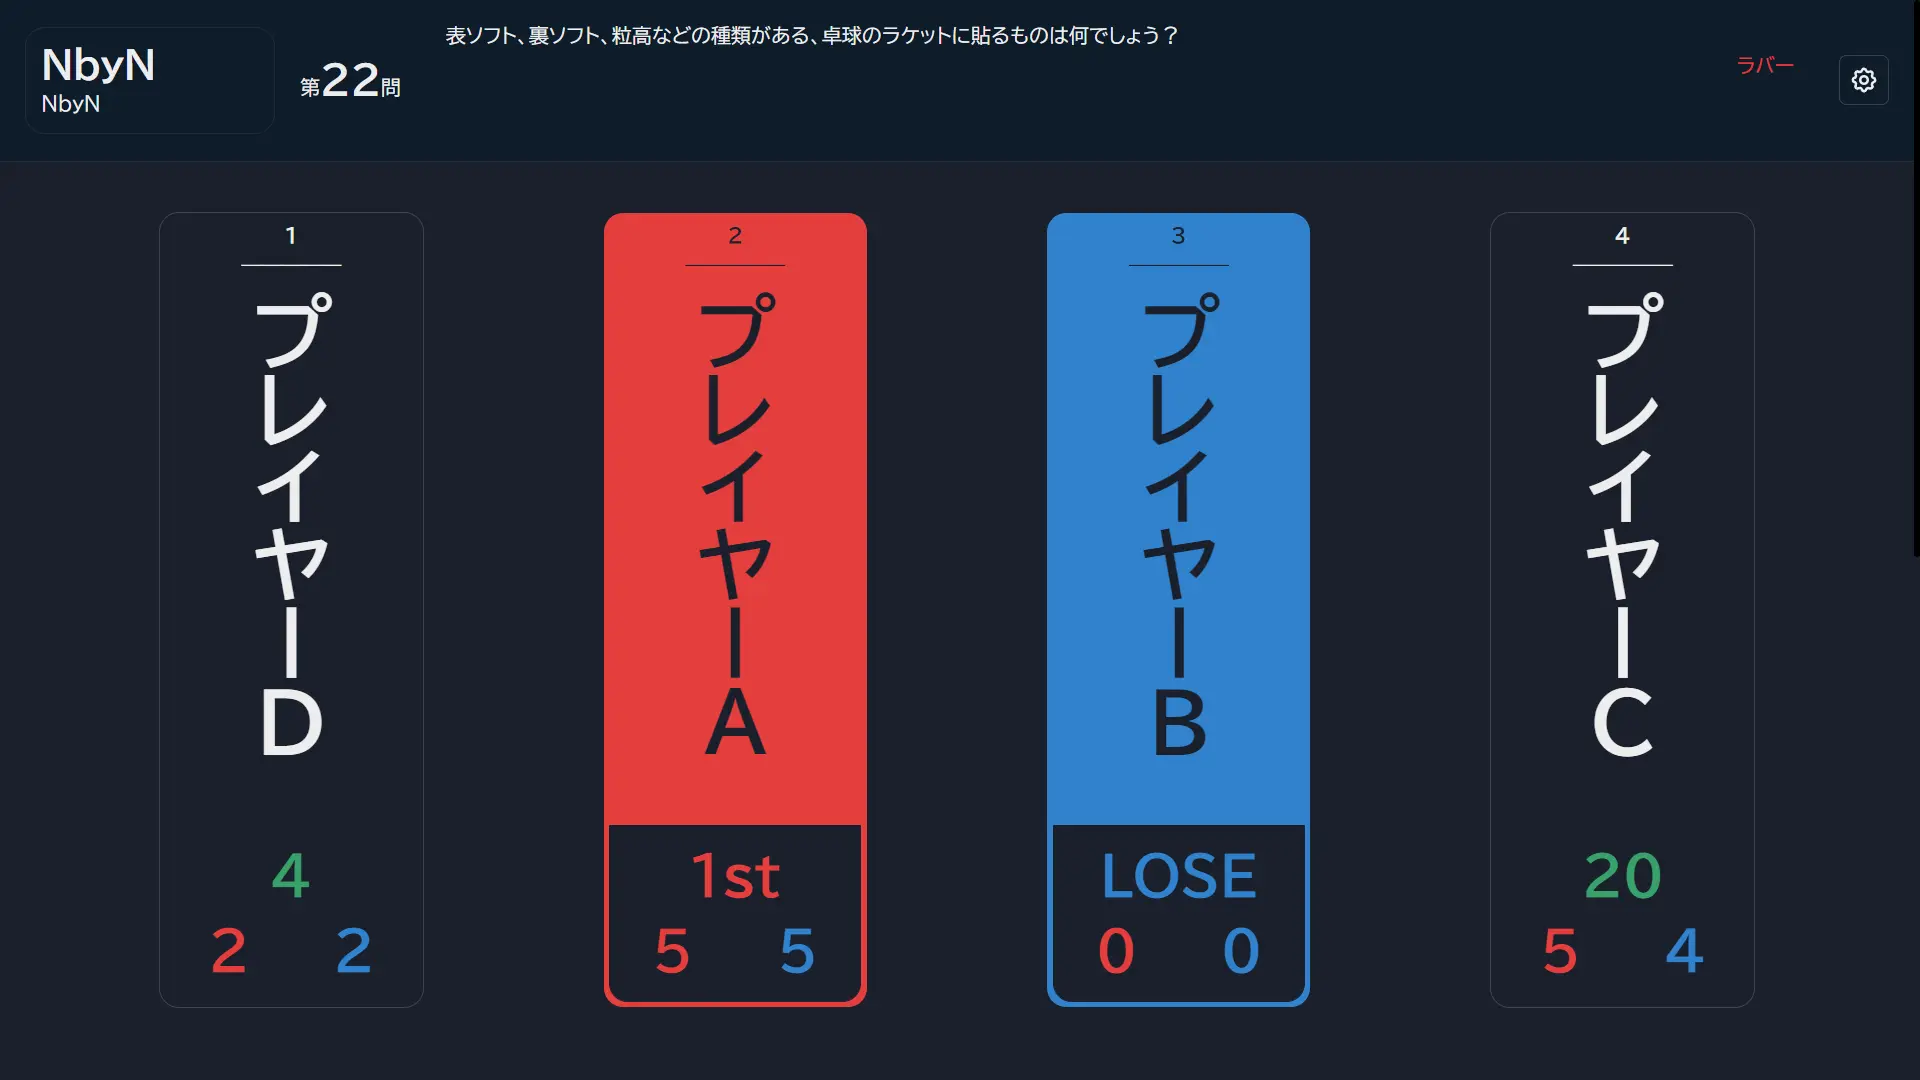 NbyN
NbyN
第22問
表ソフト、裏ソフト、粒高などの種類がある、卓球のラケットに貼るものは何でしょう？
ラバー
1
プレイヤーD
4
2 2
2
プレイヤーA
1st
5 5
3
プレイヤーB
LOSE
0 0
4
プレイヤーC
20
5 4